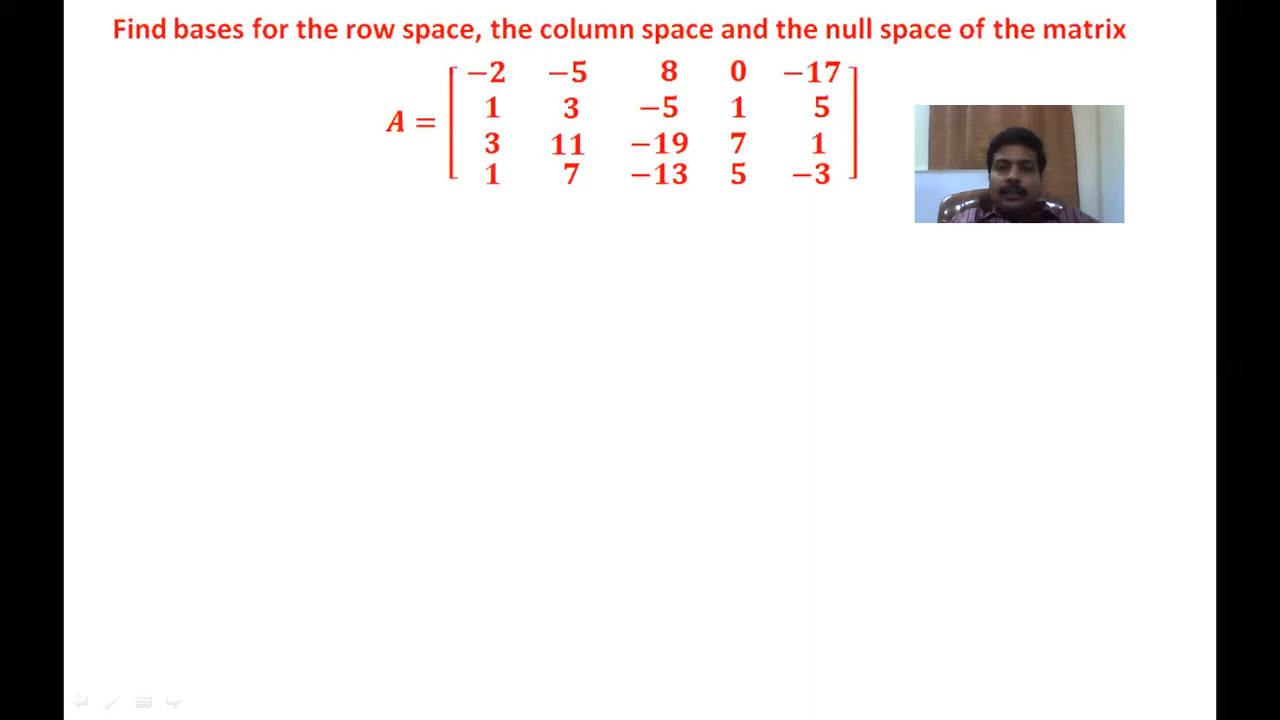 Find bases for the row space, the column space and the null space of the matrix
−2 −5 8 0 −17
1 3 −5 1 5
A =
3 11 −19 7 1
1 7 −13 5 −3